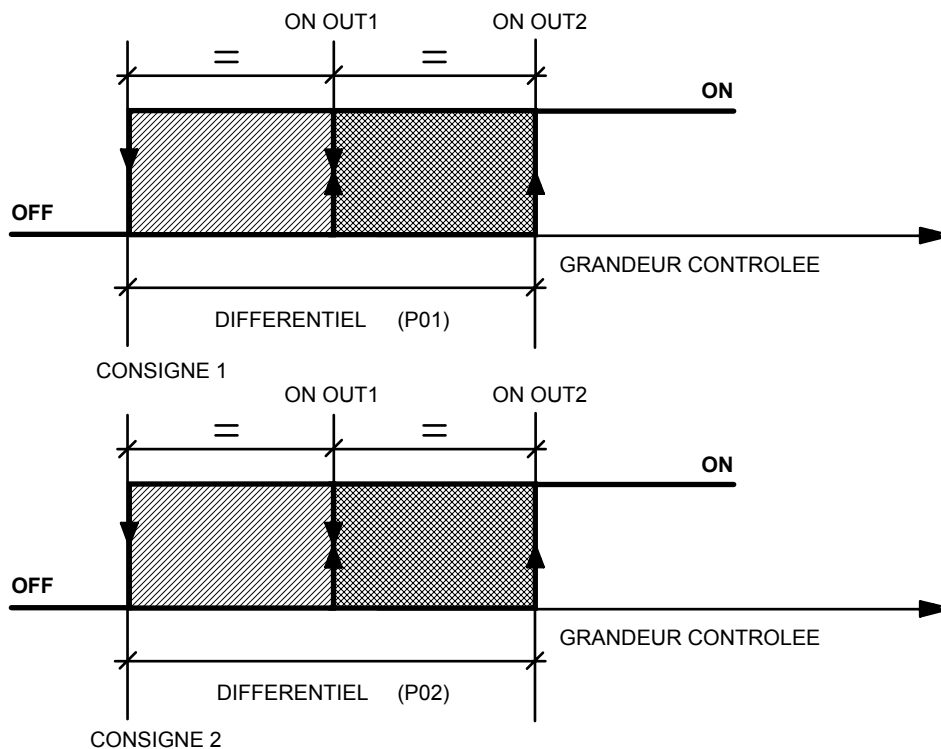 ON OUT1 ON OUT2
= =
ON
OFF
GRANDEUR CONTROLEE
DIFFERENTIEL (P01)
CONSIGNE 1
ON OUT1 ON OUT2
= =
ON
OFF
GRANDEUR CONTROLEE
DIFFERENTIEL (P02)
CONSIGNE 2